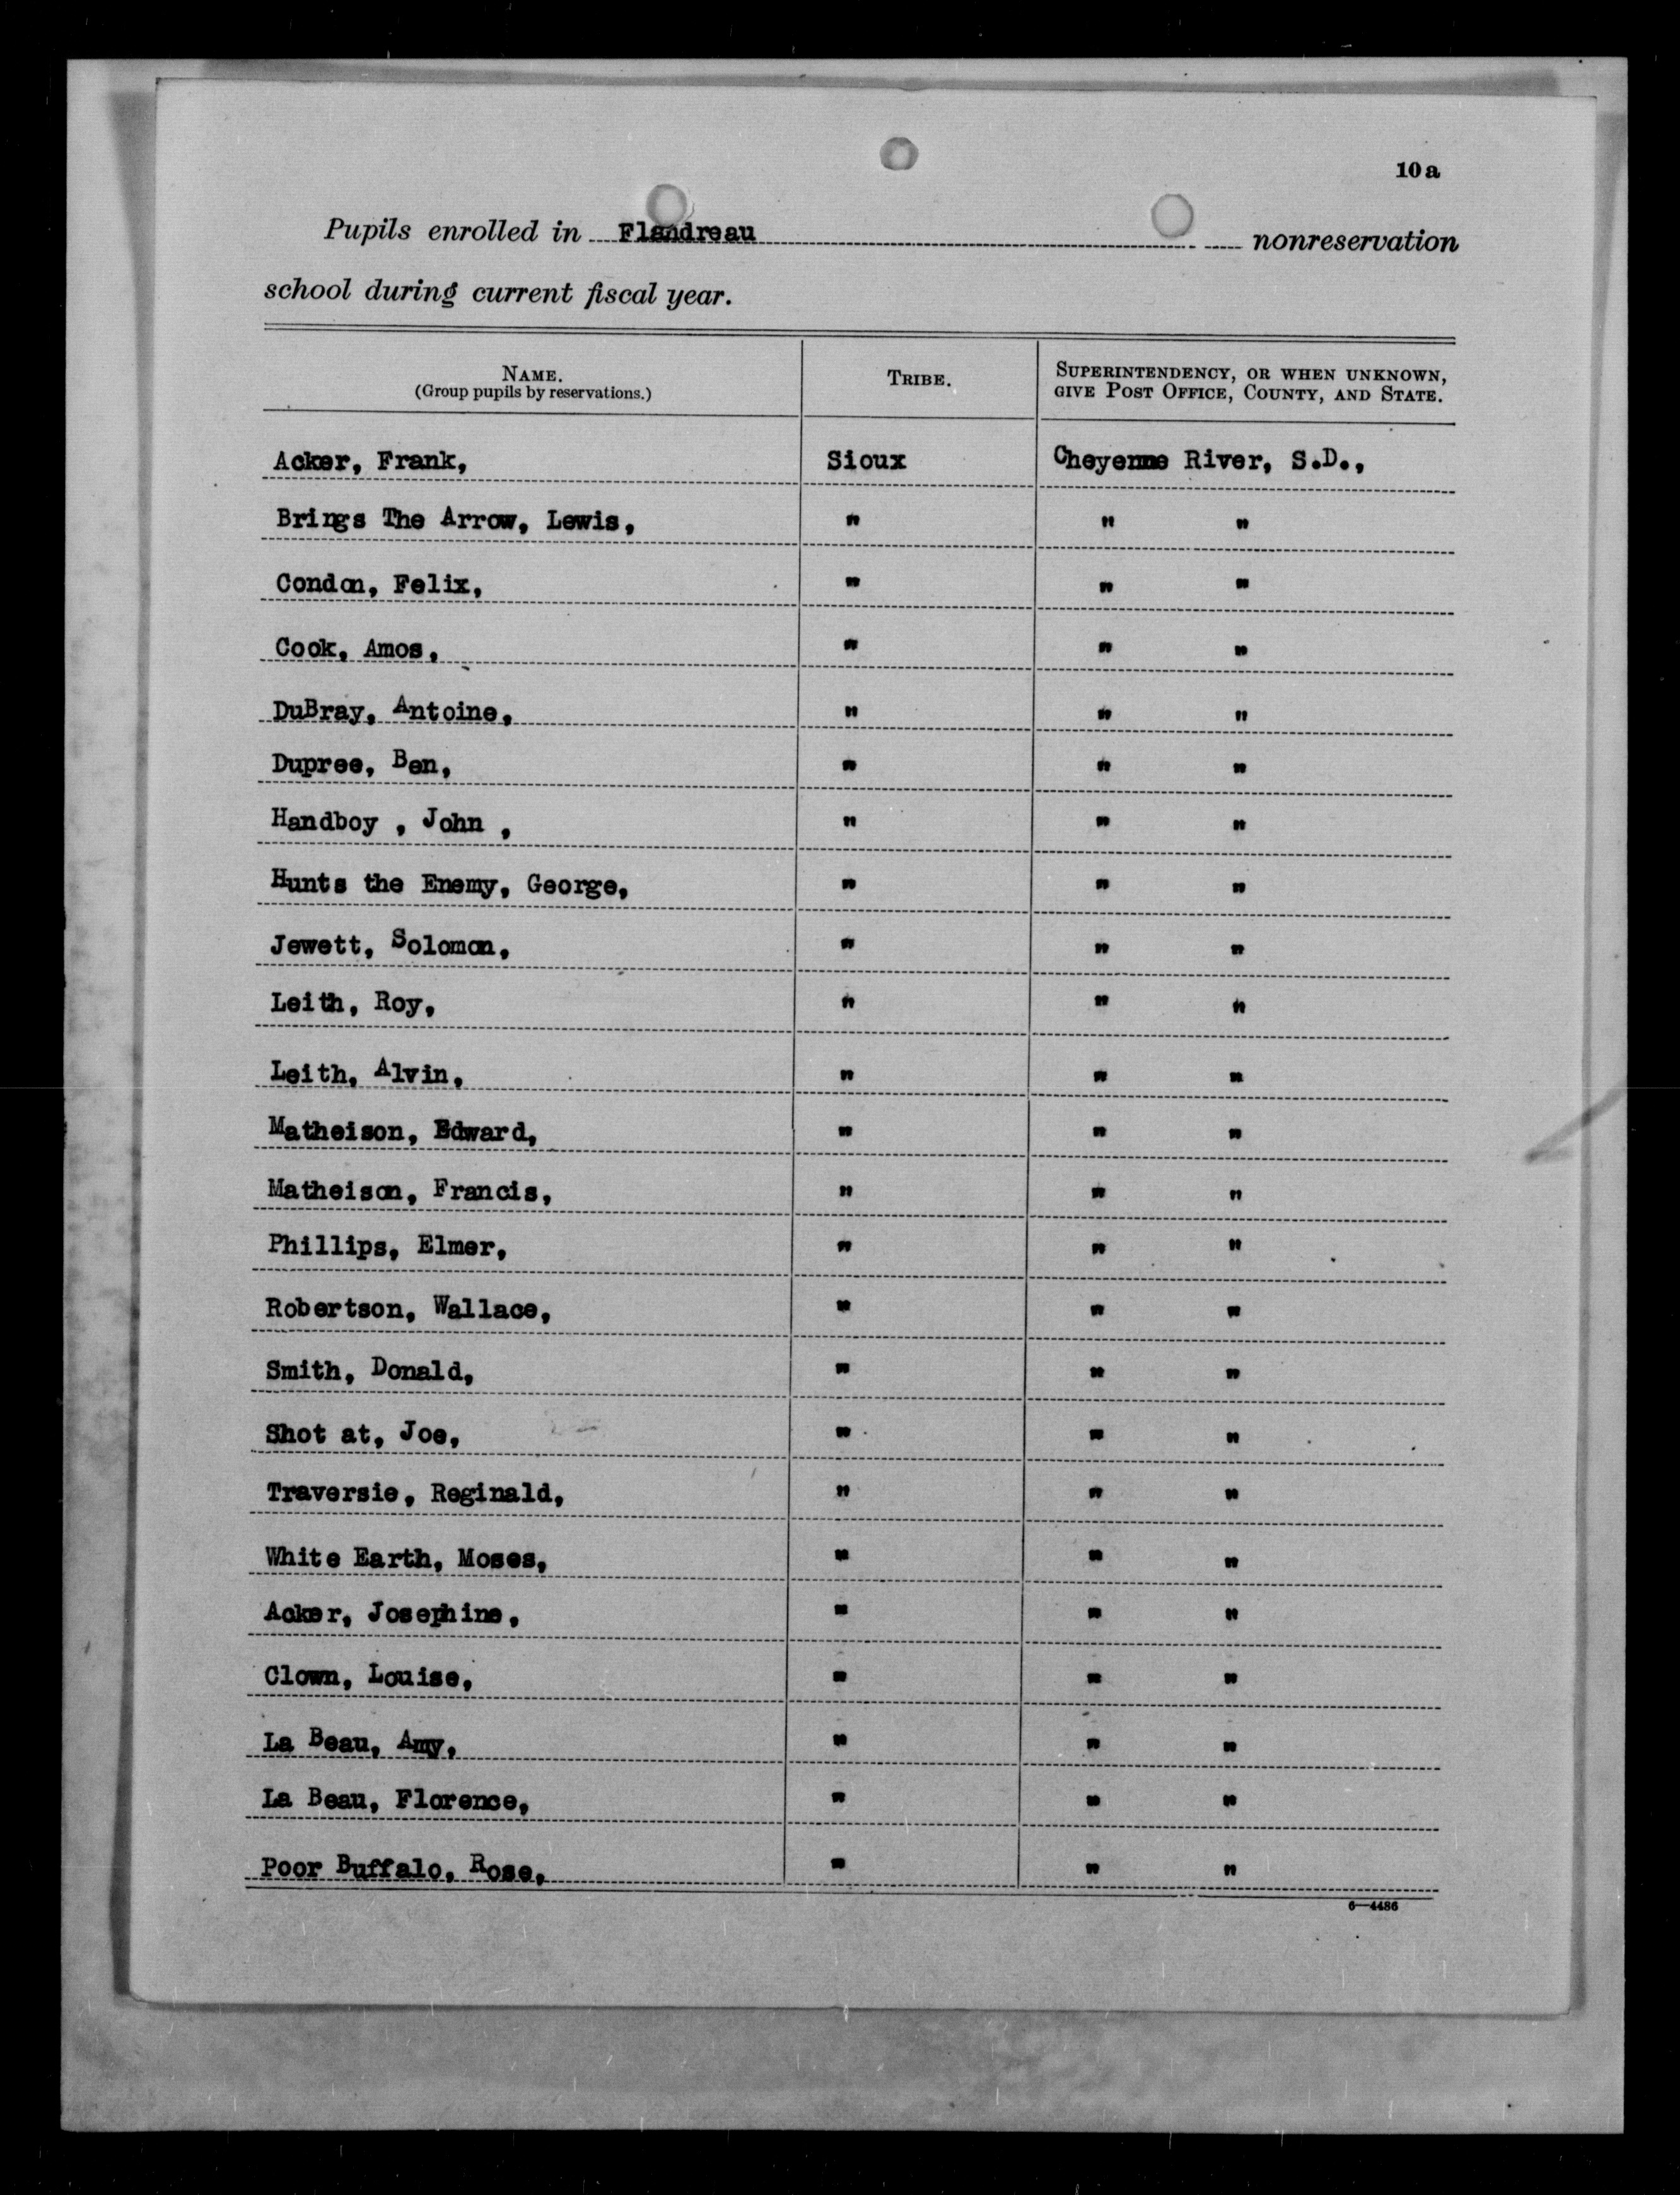 10a
Pupils enrolled in Flandreau nonreservation
school during current fiscal year.
NAME. TRIBE. SUPERINTENDENCY, OR WHEN UNKNOWN,
(Group pupils by reservations.) GIVE POST OFFICE, COUNTY, AND STATE.
Acker, Frank, Sioux Cheyenne River, S.D.,
Brings The Arrow, Lewis, " " "
Condon, Felix, " " "
Cook, Amos, " " "
DuBray, Antoine, " " "
Dupree, Ben, " " "
Handboy , John , " " "
Hunts the Enemy, George, " " "
Jewett, Solomon, " " "
Leith, Roy, " " "
Leith, Alvin, " " "
Matheison, Edward, " " "
Matheison, Francis, " " "
Phillips, Elmer, " " "
Robertson, Wallace, " " "
Smith, Donald, " " "
Shot at, Joe, " " "
Traversie, Reginald, " " "
White Earth, Moses, " " "
Acker, Josephine, " " "
Clown, Louise, " " "
La Beau, Amy, " " "
La Beau, Florence, " " "
Poor Buffalo, Rose, " " "
6—4486